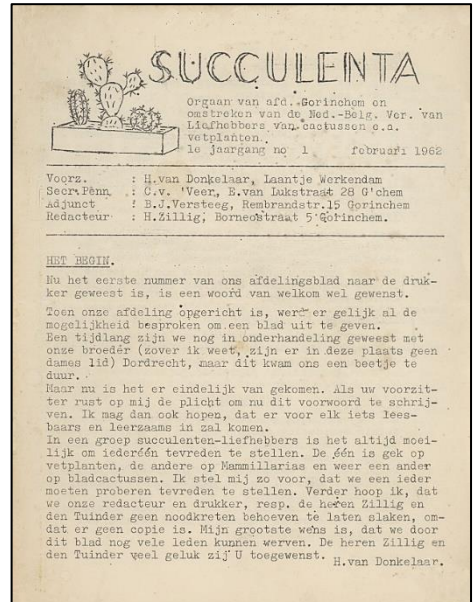 SUCCULENTA
Orgaan van afd. Gorinchem en
omstreken van de Ned.-Belg. Ver. van
Liefhebbers van cactussen e.a.
vetplanten.
1e jaargang no 1 februari 1962
Voorz. : H.van Donkelaar, Laantje Werkendam
Secr.Penn. : C.v. 'Veer, E.van Lukstraat 28 G'chem
Adjunct : B.J.Versteeg, Rembrandtstr.15 Gorinchem
Redacteur : H.Zillig, Borneostraat 5 Gorinchem.
HET BEGIN.
Nu het eerste nummer van ons afdelingsblad naar de druk-
ker geweest is, is een woord van welkom wel gewenst.
Toen onze afdeling opgericht is, werd er gelijk al de
mogelijkheid besproken om een blad uit te geven.
Een tijdlang zijn we nog in onderhandeling geweest met
onze broeder (zover ik weet, zijn er in deze plaats geen
dames lid) Dordrecht, maar dit kwam ons een beetje te
duur.
Maar nu is het er eindelijk van gekomen. Als uw voorzit-
ter rust op mij de plicht om nu dit voorwoord te schrij-
ven. Ik mag dan ook hopen, dat er voor elk iets lees-
baars en leerzaams in zal komen.
In een groep succulenten-liefhebbers is het altijd moei-
lijk om iederéén tevreden te stellen. De één is gek op
vetplanten, de andere op Mammillarias en weer een ander
op bladcactussen. Ik stel mij zo voor, dat we een ieder
moeten proberen tevreden te stellen. Verder hoop ik, dat
we onze redacteur en drukker, resp. de heren Zillig en
den Tuinder geen noodkreten behoeven te laten slaken, om-
dat er geen copie is. Mijn grootste wens is, dat we door
dit blad nog vele leden kunnen werven. De heren Zillig en
den Tuinder veel geluk zij U toegewenst.
H.van Donkelaar.